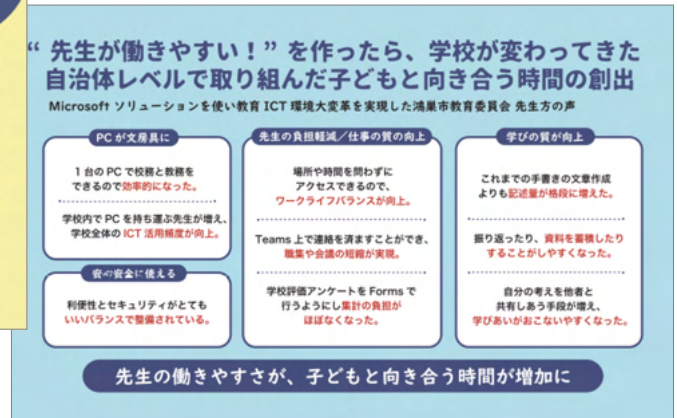 “ 先生が働きやすい！” を作ったら、学校が変わってきた
自治体レベルで取り組んだ子どもと向き合う時間の創出
Microsoft ソリューションを使い教育 ICT 環境大変革を実現した鴻巣市教育委員会 先生方の声
PC が文房具に
1 台の PC で校務と教務を
できるので効率的になった。
学校内で PC を持ち運ぶ先生が増え、
学校全体の ICT 活用頻度が向上。
安心安全に使える
利便性とセキュリティがとても
いいバランスで整備されている。
先生の負担軽減／仕事の質の向上
場所や時間を問わずに
アクセスできるので、
ワークライフバランスが向上。
Teams 上で連絡を済ますことができ、
職集や会議の短縮が実現。
学校評価アンケートを Forms で
行うようにし集計の負担が
ほぼなくなった。
学びの質が向上
これまでの手書きの文章作成
よりも記述量が格段に増えた。
振り返ったり、資料を蓄積したり
することがしやすくなった。
自分の考えを他者と
共有しあう手段が増え、
学びあいがおこないやすくなった。
先生の働きやすさが、子どもと向き合う時間が増加に